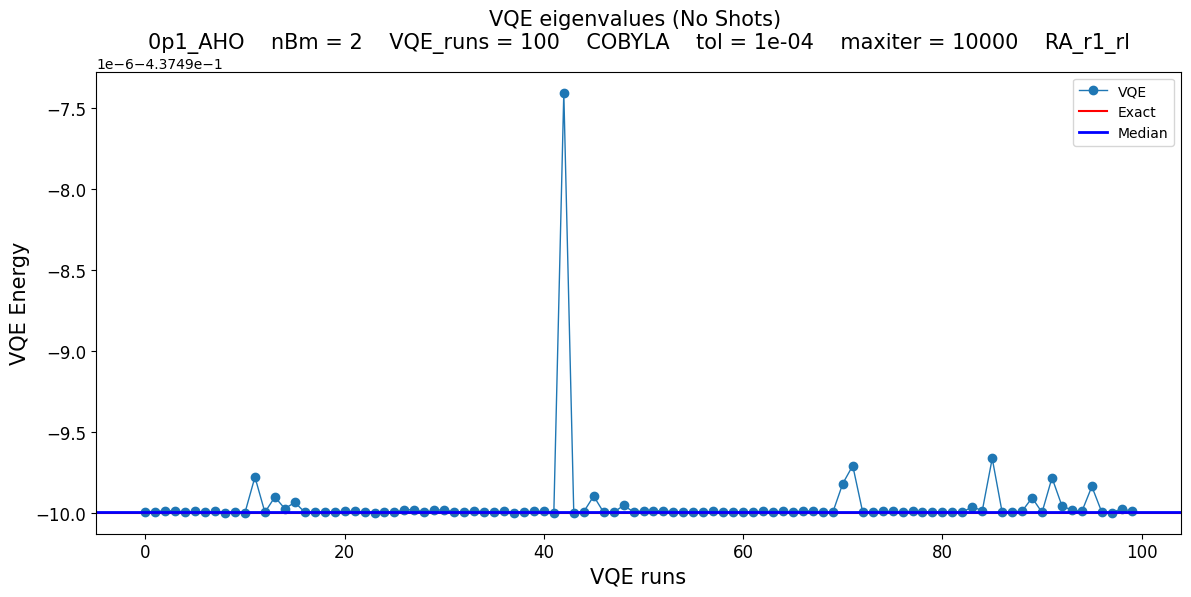 VQE eigenvalues (No Shots)
0p1_AHO    nBm = 2    VQE_runs = 100    COBYLA    tol = 1e-04    maxiter = 10000    RA_r1_rl
1e−6−4.3749e−1
VQE
Exact
Median
−7.5
−8.0
−8.5
−9.0
−9.5
−10.0
VQE Energy
0
20
40
60
80
100
VQE runs